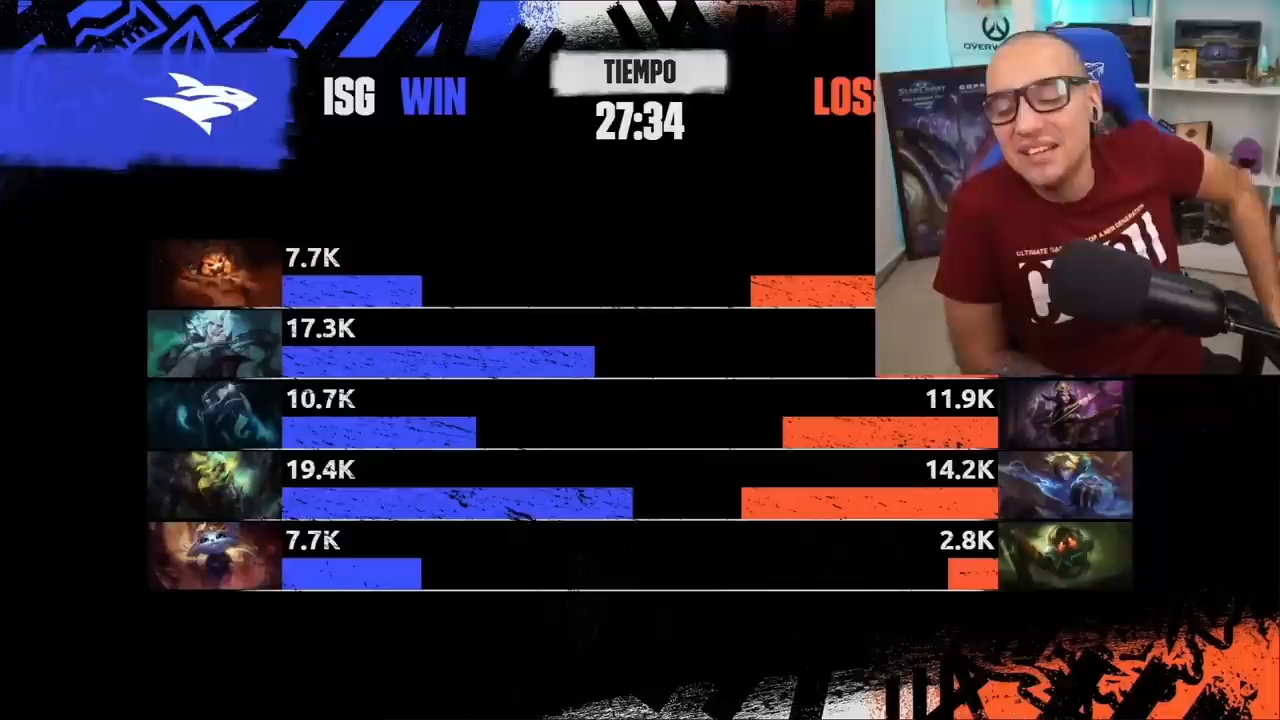 ISG WIN
TIEMPO
27:34
7.7K
17.3K
10.7K
11.9K
19.4K
14.2K
7.7K
2.8K
STARCRAFT